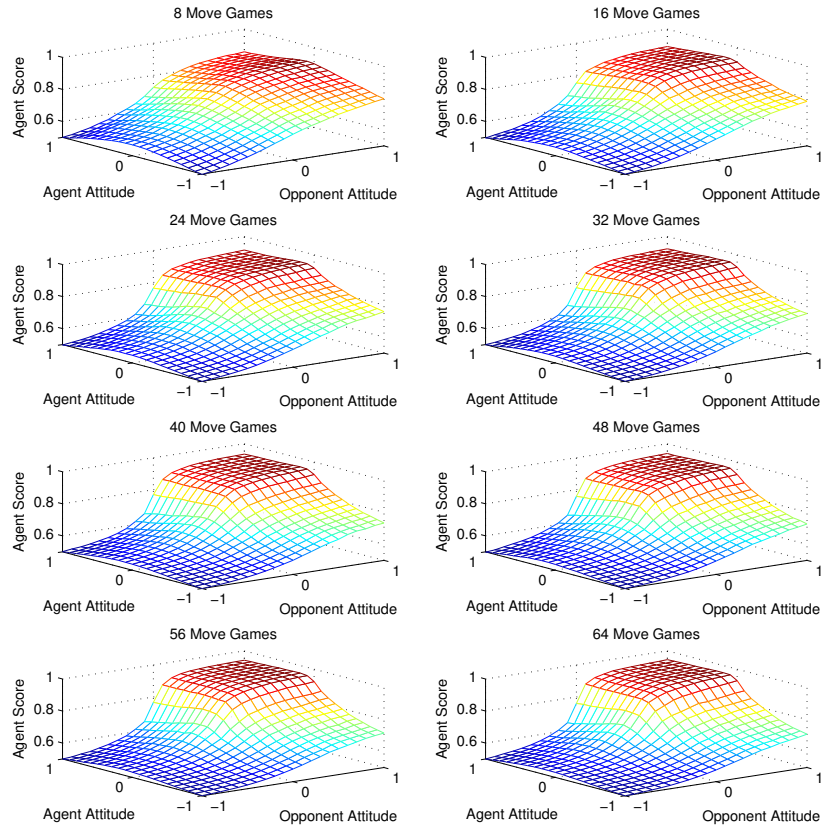 8 Move Games
16 Move Games
1
0.8
0.6
Agent Score
1
0
−1
Agent Attitude
−1
0
1
Opponent Attitude
1
0.8
0.6
Agent Score
1
0
−1
Agent Attitude
−1
0
1
Opponent Attitude
24 Move Games
32 Move Games
1
0.8
0.6
Agent Score
1
0
−1
Agent Attitude
−1
0
1
Opponent Attitude
1
0.8
0.6
Agent Score
1
0
−1
Agent Attitude
−1
0
1
Opponent Attitude
40 Move Games
48 Move Games
1
0.8
0.6
Agent Score
1
0
−1
Agent Attitude
−1
0
1
Opponent Attitude
1
0.8
0.6
Agent Score
1
0
−1
Agent Attitude
−1
0
1
Opponent Attitude
56 Move Games
64 Move Games
1
0.8
0.6
Agent Score
1
0
−1
Agent Attitude
−1
0
1
Opponent Attitude
1
0.8
0.6
Agent Score
1
0
−1
Agent Attitude
−1
0
1
Opponent Attitude